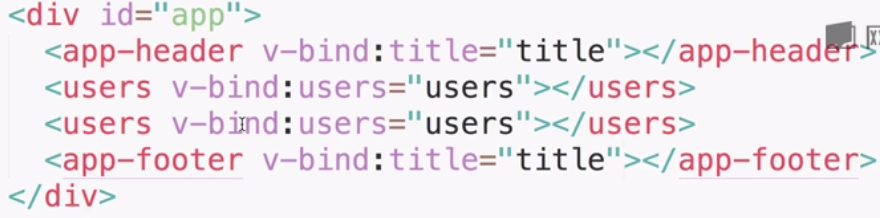 <div id="app">
<app-header v-bind:title="title"></app-header>
<users v-bind:users="users"></users>
<users v-bind:users="users"></users>
<app-footer v-bind:title="title"></app-footer>
</div>